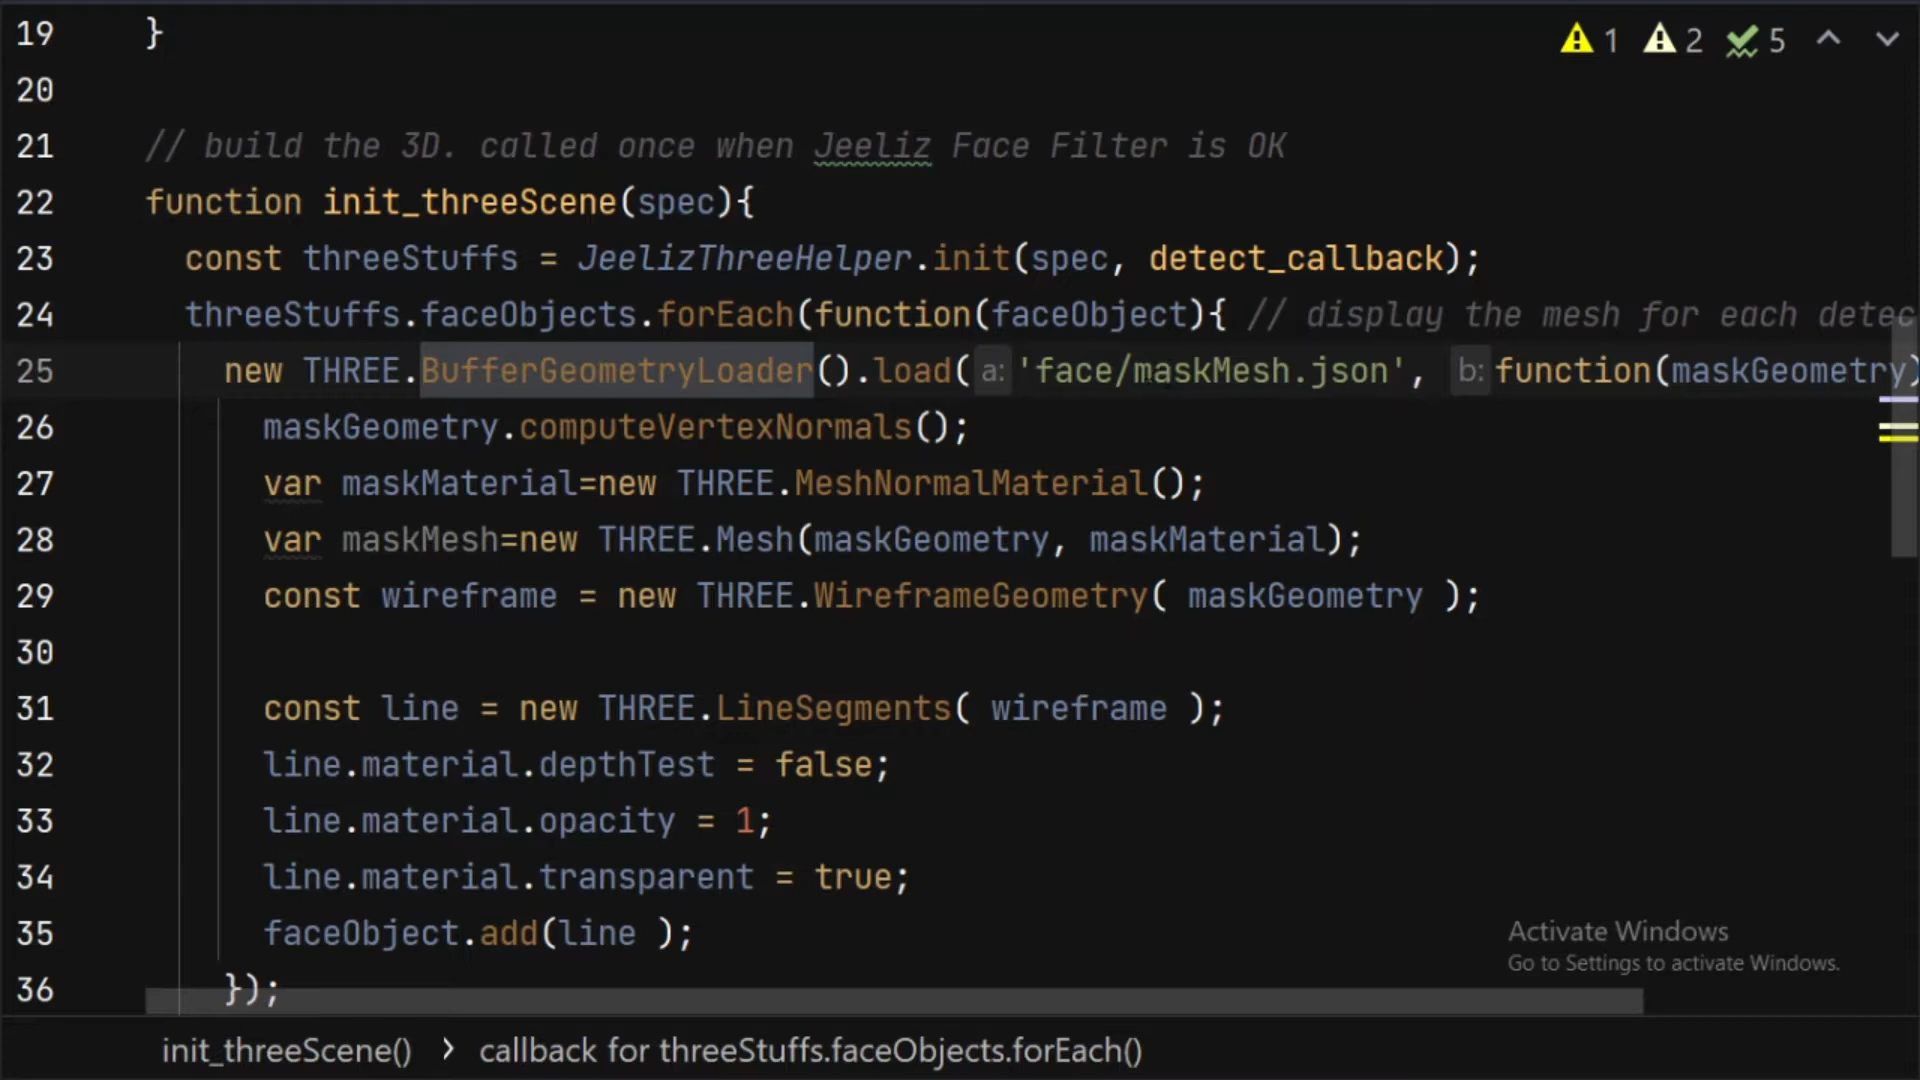 19 }
1 2 5
20
21 // build the 3D. called once when Jeeliz Face Filter is OK
22 function init_threeScene(spec){
23 const threeStuffs = JeelizThreeHelper.init(spec, detect_callback);
24 threeStuffs.faceObjects.forEach(function(faceObject){ // display the mesh for each detec
25 new THREE.BufferGeometryLoader().load( a: 'face/maskMesh.json', b: function(maskGeometry)
26 maskGeometry.computeVertexNormals();
27 var maskMaterial=new THREE.MeshNormalMaterial();
28 var maskMesh=new THREE.Mesh(maskGeometry, maskMaterial);
29 const wireframe = new THREE.WireframeGeometry( maskGeometry );
30
31 const line = new THREE.LineSegments( wireframe );
32 line.material.depthTest = false;
33 line.material.opacity = 1;
34 line.material.transparent = true;
35 faceObject.add(line );
Activate Windows
Go to Settings to activate Windows.
36 });
init_threeScene() › callback for threeStuffs.faceObjects.forEach()